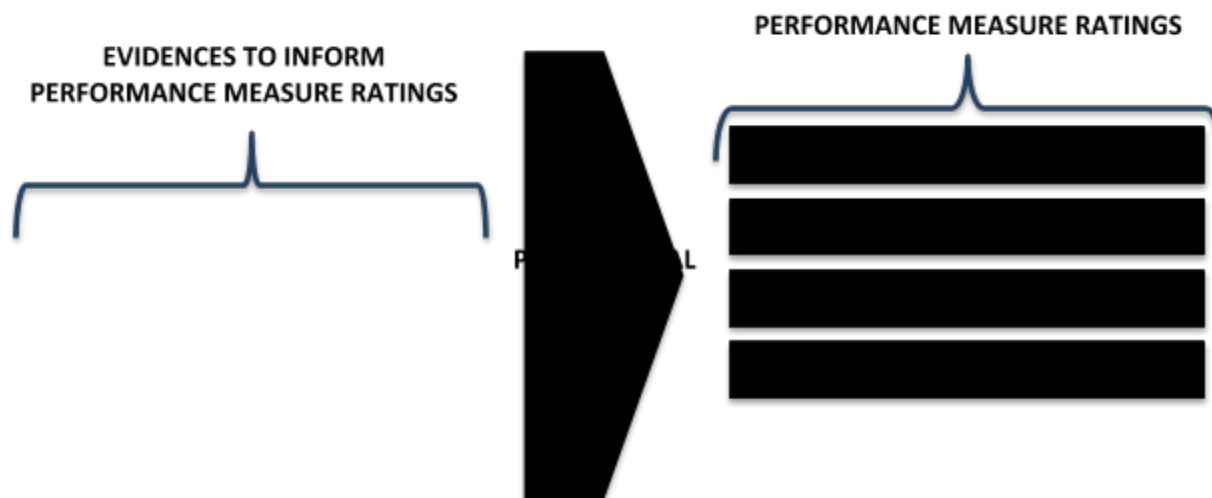 EVIDENCES TO INFORM
PERFORMANCE MEASURE RATINGS
PERFORMANCE MEASURE RATINGS